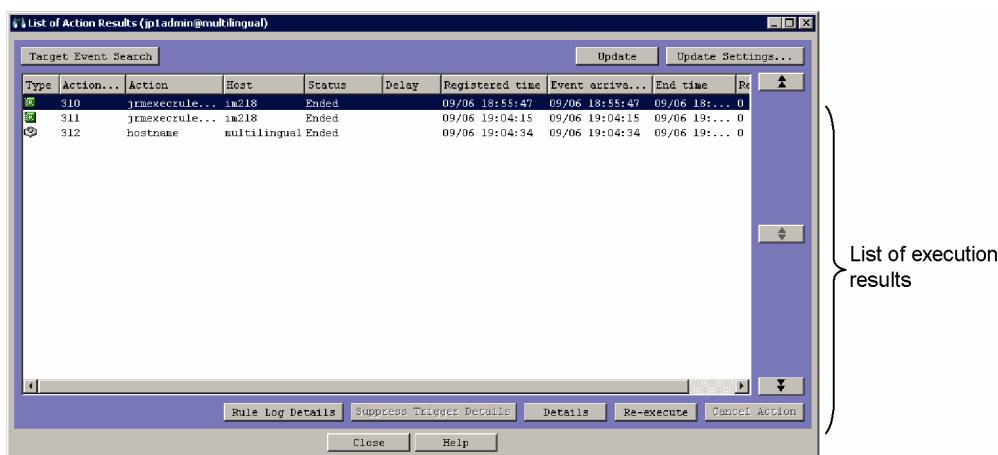 List of Action Results (jp1admin@multilingual)
Target Event Search Update Update Settings...
Type Action... Action Host Status Delay Registered time Event arriva... End time Re
310 jrmexecrule... im218 Ended 09/06 18:55:47 09/06 18:55:47 09/06 18:... 0
311 jrmexecrule... im218 Ended 09/06 19:04:15 09/06 19:04:15 09/06 19:... 0
312 hostname multilingual Ended 09/06 19:04:34 09/06 19:04:34 09/06 19:... 0
List of execution
results
Rule Log Details Suppress Trigger Details Details Re-execute Cancel Action
Close Help